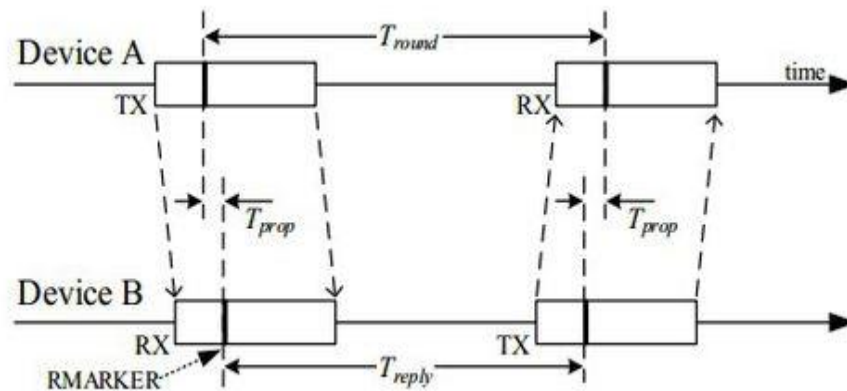 T_round
Device A
time
TX
RX
T_prop
T_prop
Device B
RX
TX
RMARKER
T_reply